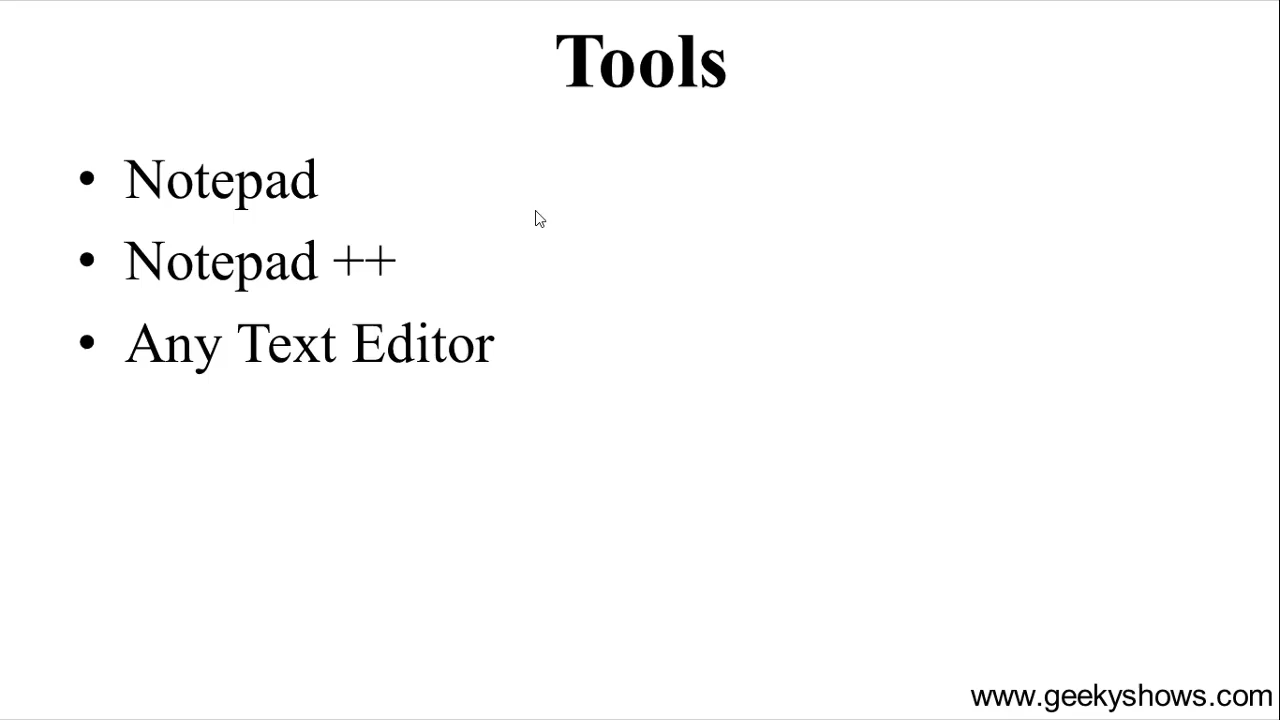 Tools
• Notepad
• Notepad ++
• Any Text Editor
www.geekyshows.com